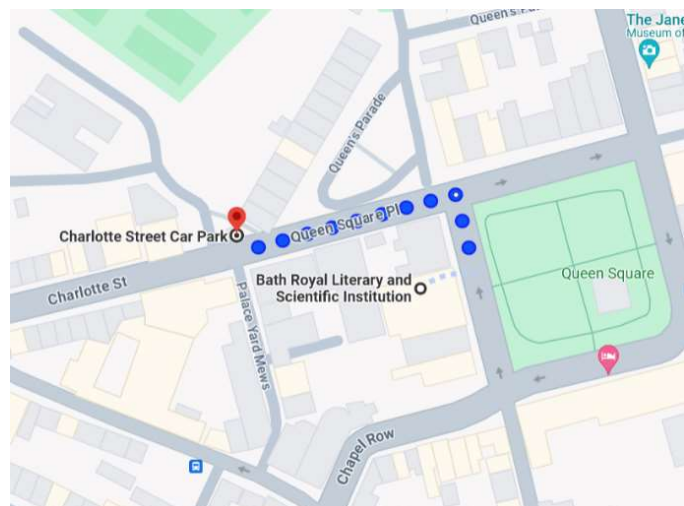 Queen's Pa
The Jane
Museum of
Queen's Parade
Queen Square Pl
Charlotte Street Car Park
Charlotte St
Bath Royal Literary and
Scientific Institution
Queen Square
Palace Yard Mews
Chapel Row